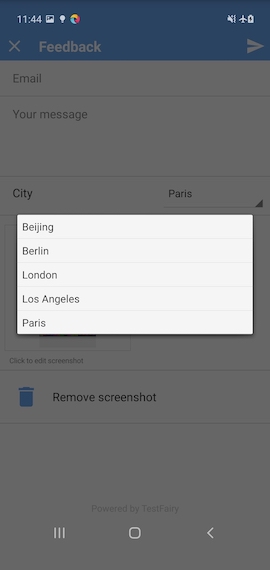 11:44
Feedback
Email
Your message
City
Paris
Beijing
Berlin
London
Los Angeles
Paris
Click to edit screenshot
Remove screenshot
Powered by TestFairy